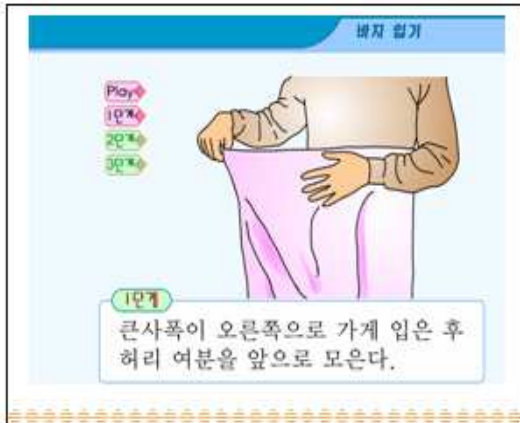 바지 입기
Play
1단계
2단계
3단계
1단계
큰사폭이 오른쪽으로 가게 입은 후
허리 여분을 앞으로 모은다.